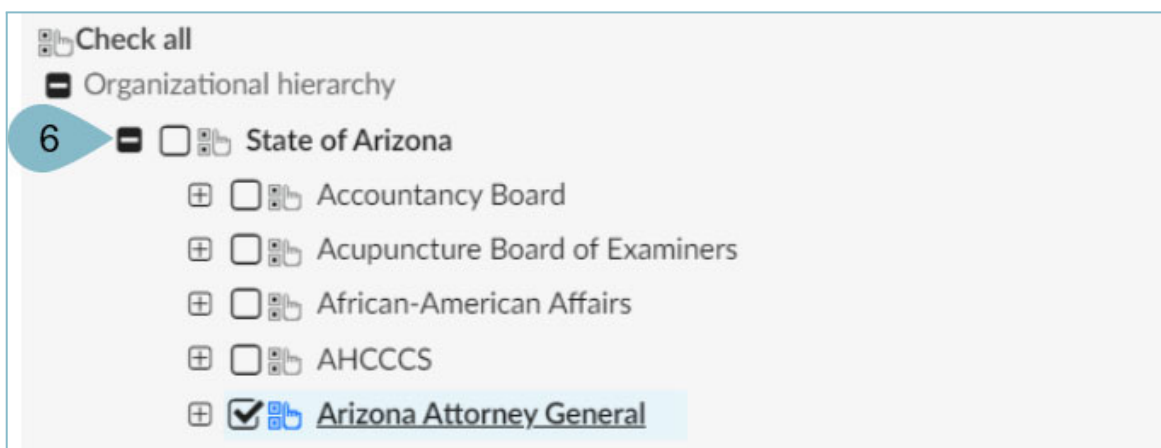 Check all
Organizational hierarchy
6 State of Arizona
Accountancy Board
Acupuncture Board of Examiners
African-American Affairs
AHCCCS
Arizona Attorney General